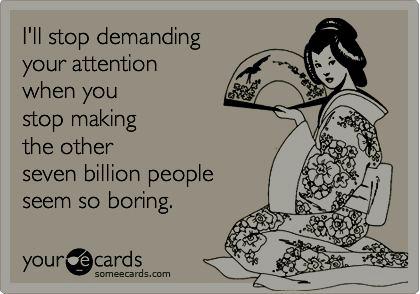 I'll stop demanding
your attention
when you
stop making
the other
seven billion people
seem so boring.
your e cards
someecards.com